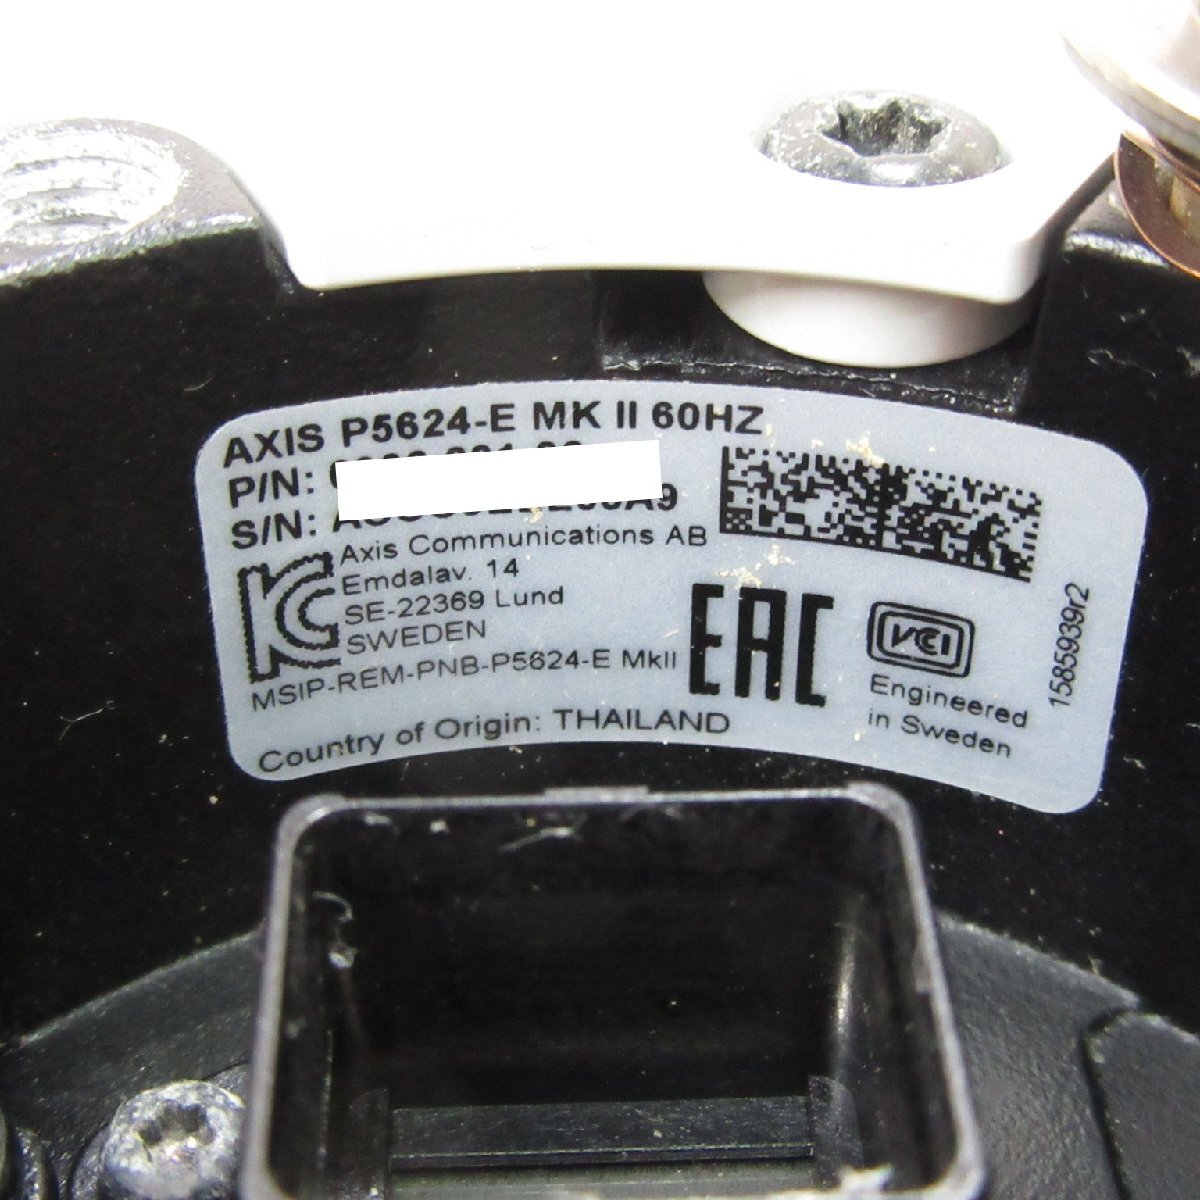 AXIS P5624-E MK II 60HZ
P/N:
S/N:
Axis Communications AB
Emdalav. 14
SE-22369 Lund
SWEDEN
MSIP-REM-PNB-P5624-E MkII
Country of Origin: THAILAND
EAC
VCCI
Engineered
in Sweden
1585939r2